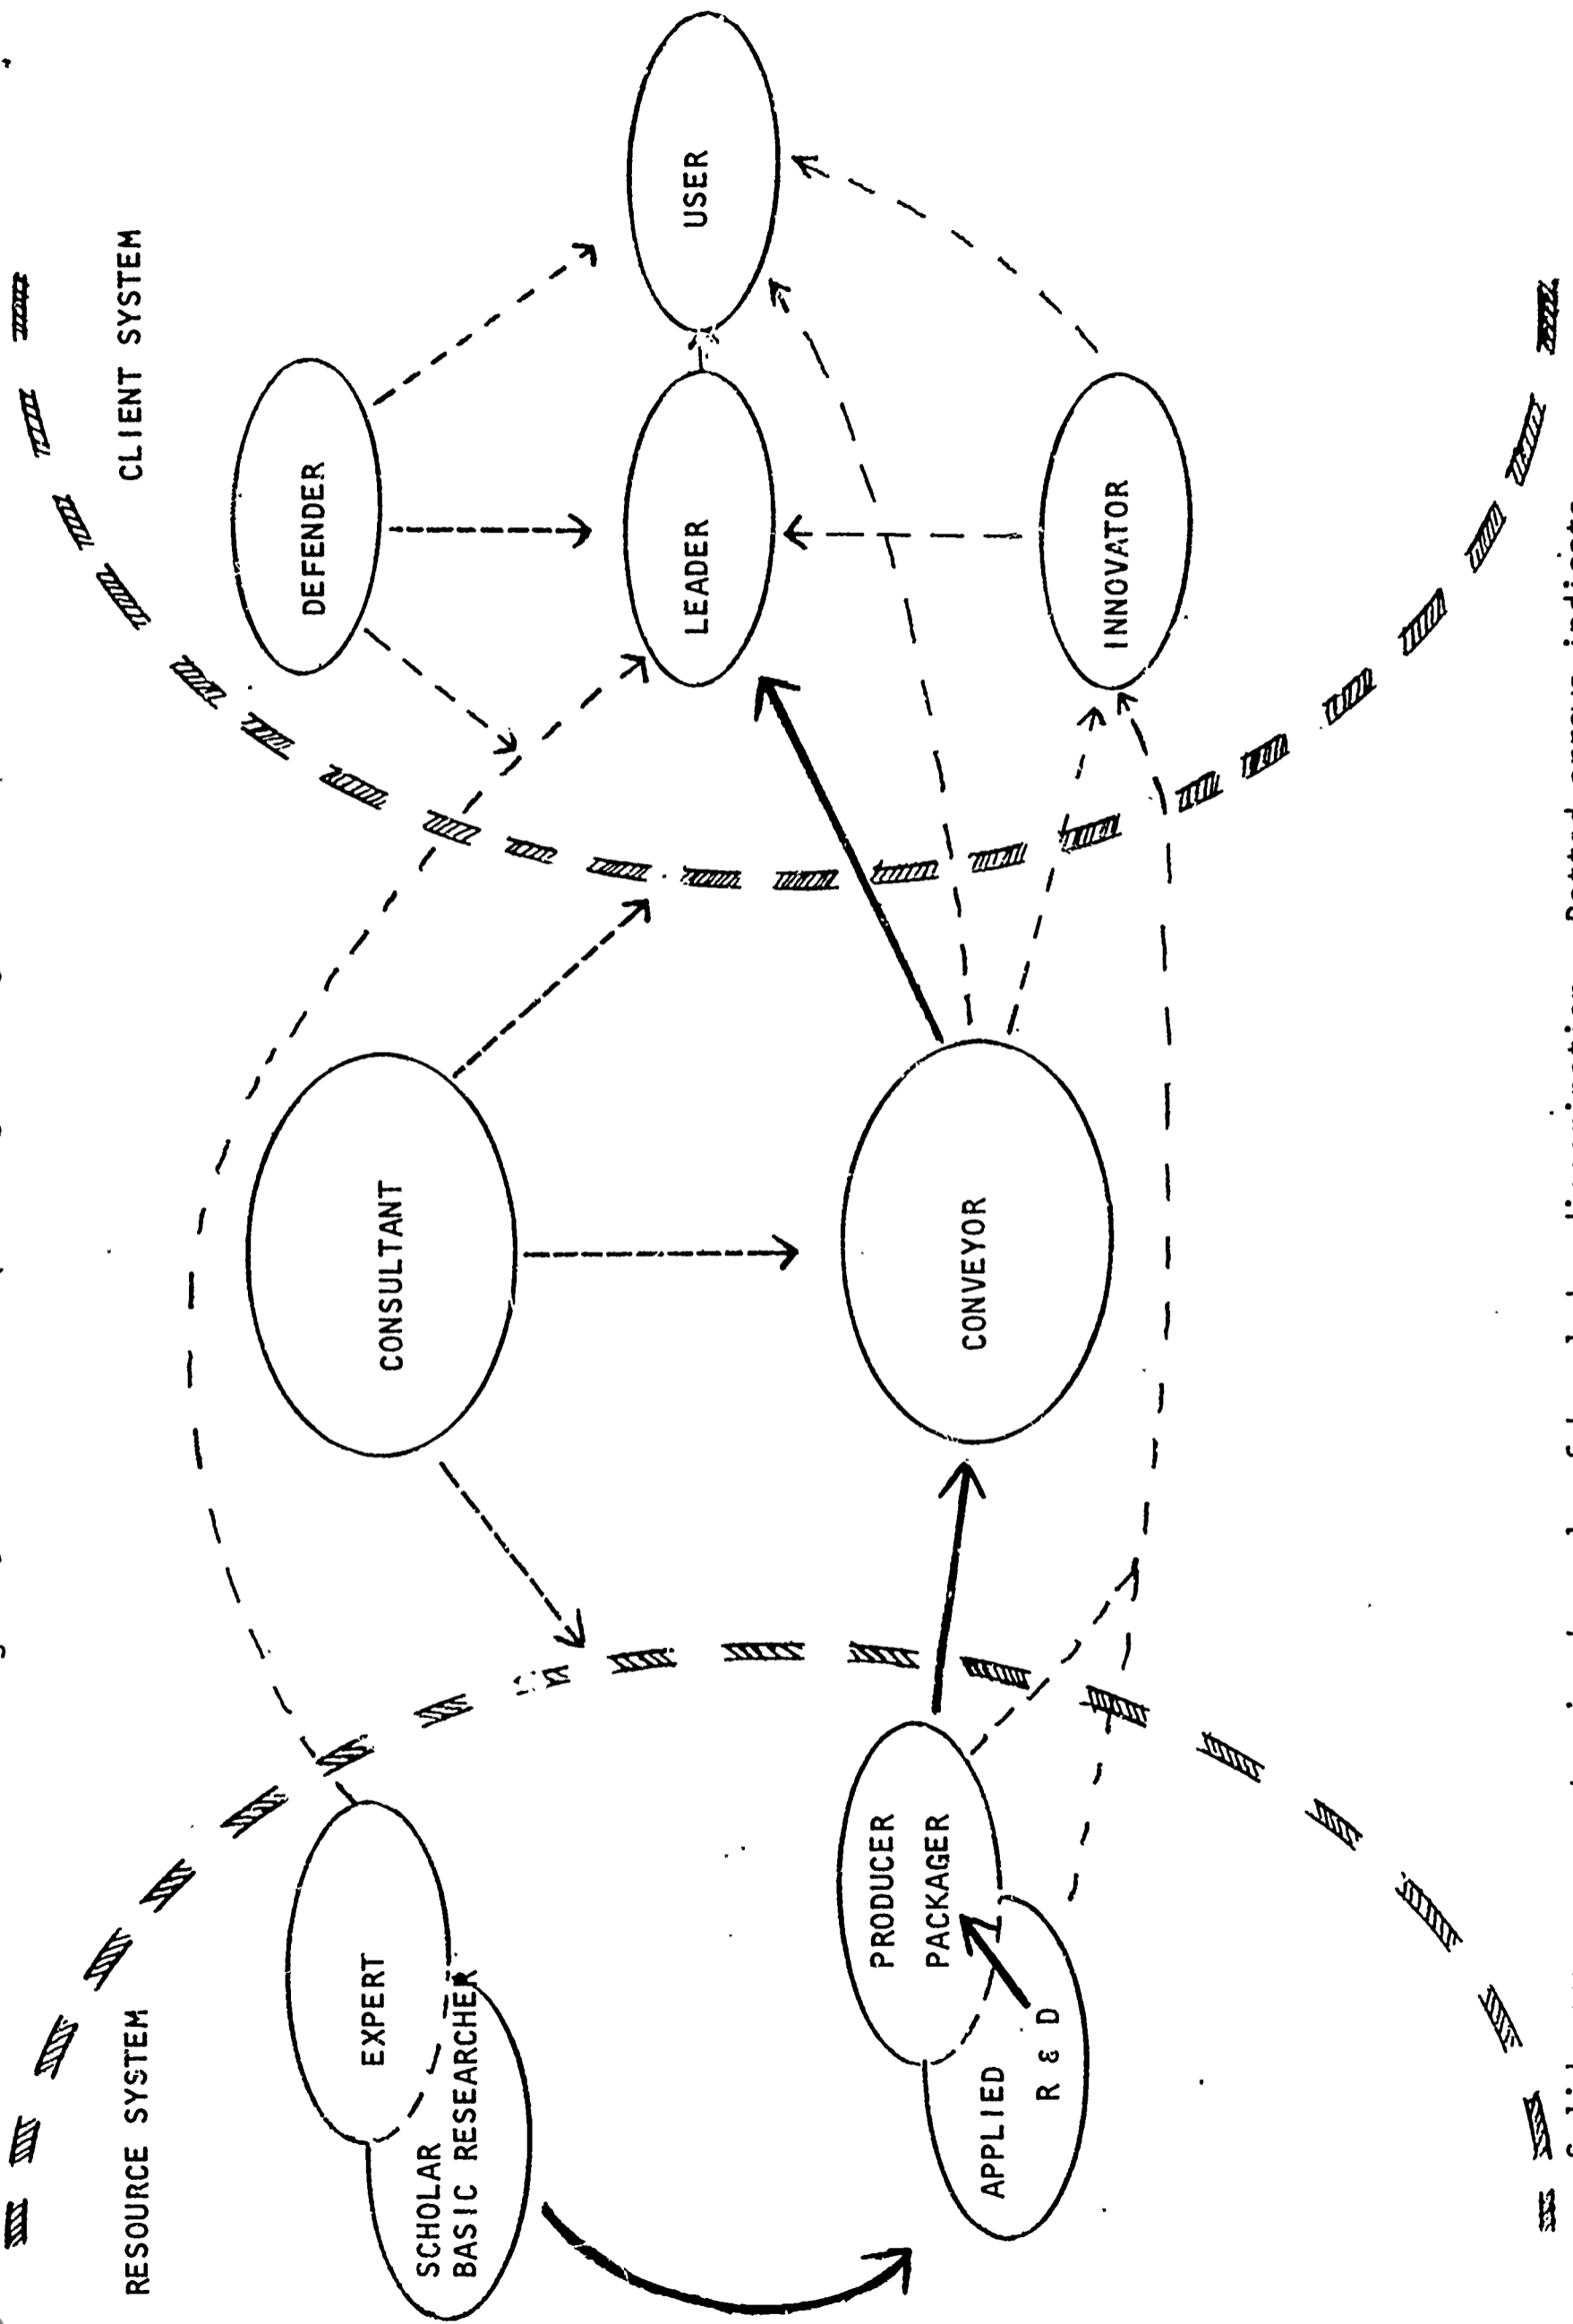 RESOURCE SYSTEM
CLIENT SYSTEM
EXPERT
SCHOLAR
BASIC RESEARCHER
CONSULTANT
DEFENDER
LEADER
USER
PRODUCER
PACKAGER
APPLIED
R & D
CONVEYOR
INNOVATOR